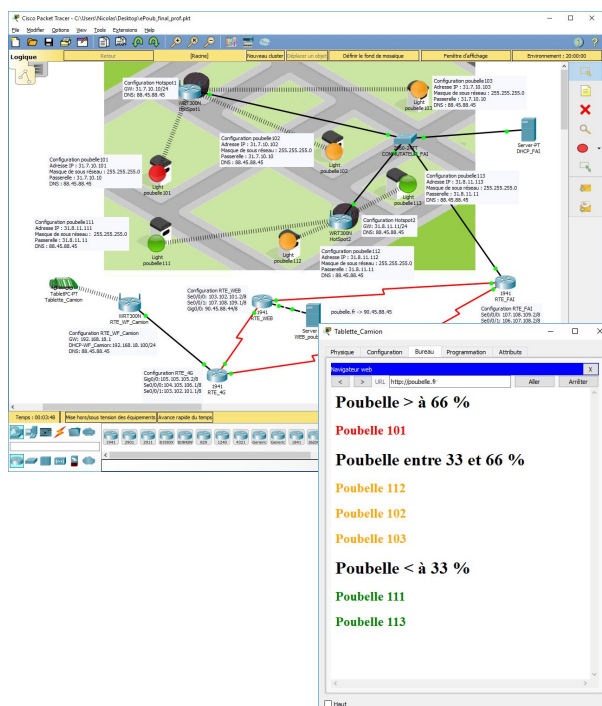 Cisco Packet Tracer - C:\Users\Nicolas\Desktop\ePoub_final_prof.pkt
File Modifier Options View Tools Extensions Help
Logique Retour [Racine] Nouveau cluster Déplacer un objet Définir le fond de mosaïque Fenêtre d'affichage Environnement : 20:00:00
Configuration Hotspot1
GW: 31.7.10.10/24
DNS: 88.45.88.45
WRT300N
HotSpot1
Configuration poubelle103
Adresse IP : 31.7.10.103
Masque de sous réseau : 255.255.255.0
Passerelle : 31.7.10.10
DNS : 88.45.88.45
Light
poubelle103
Configuration poubelle102
Adresse IP : 31.7.10.102
Masque de sous réseau : 255.255.255.0
Passerelle : 31.7.10.10
DNS : 88.45.88.45
Light
poubelle102
COMMUTATEUR_FAI
Server-PT
DHCP_FAI
Configuration poubelle101
Adresse IP : 31.7.10.101
Masque de sous réseau : 255.255.255.0
Passerelle : 31.7.10.10
DNS : 88.45.88.45
Light
poubelle101
Configuration poubelle113
Adresse IP : 31.8.11.113
Masque de sous réseau : 255.255.255.0
Passerelle : 31.8.11.11
DNS : 88.45.88.45
Light
poubelle113
Configuration poubelle111
Adresse IP : 31.8.11.111
Masque de sous réseau : 255.255.255.0
Passerelle : 31.8.11.11
DNS : 88.45.88.45
Light
poubelle111
WRT300N
HotSpot2
Configuration Hotspot2
GW: 31.8.11.11/24
DNS: 88.45.88.45
Configuration poubelle112
Adresse IP : 31.8.11.112
Masque de sous réseau : 255.255.255.0
Passerelle : 31.8.11.11
DNS : 88.45.88.45
Light
poubelle112
TabletPC-PT
Tablette_Camion
WRT300N
RTE_WF_Camion
Configuration RTE_WF_Camion
GW: 192.168.18.1
DHCP-WF_Camion: 192.168.18.100/24
DNS: 88.45.88.45
Configuration RTE_WEB
Se0/0/0: 103.102.101.2/8
Se0/0/1: 107.108.109.1/8
Gig0/0: 90.45.88.44/8
1941
RTE_WEB
poubelle.fr -> 90.45.88.45
Server
WEB_poub
1941
RTE_FAI
Configuration RTE_FAI
Se0/0/0: 107.108.109.2/8
Se0/0/1: 106.107.108.2/8
Configuration RTE_4G
Gig0/0:105.105.105.2/8
Se0/0/0:104.103.106.1/8
Se0/0/1:103.102.101.1/8
1941
RTE_4G
Temps : 00:03:48 Mise hors/sous tension des équipements Avance rapide du temps
Tablette_Camion
Physique Configuration Bureau Programmation Attributs
Navigateur web X
< > URL http://poubelle.fr Aller Arrêter
Poubelle > à 66 %
Poubelle 101
Poubelle entre 33 et 66 %
Poubelle 112
Poubelle 102
Poubelle 103
Poubelle < à 33 %
Poubelle 111
Poubelle 113
Haut